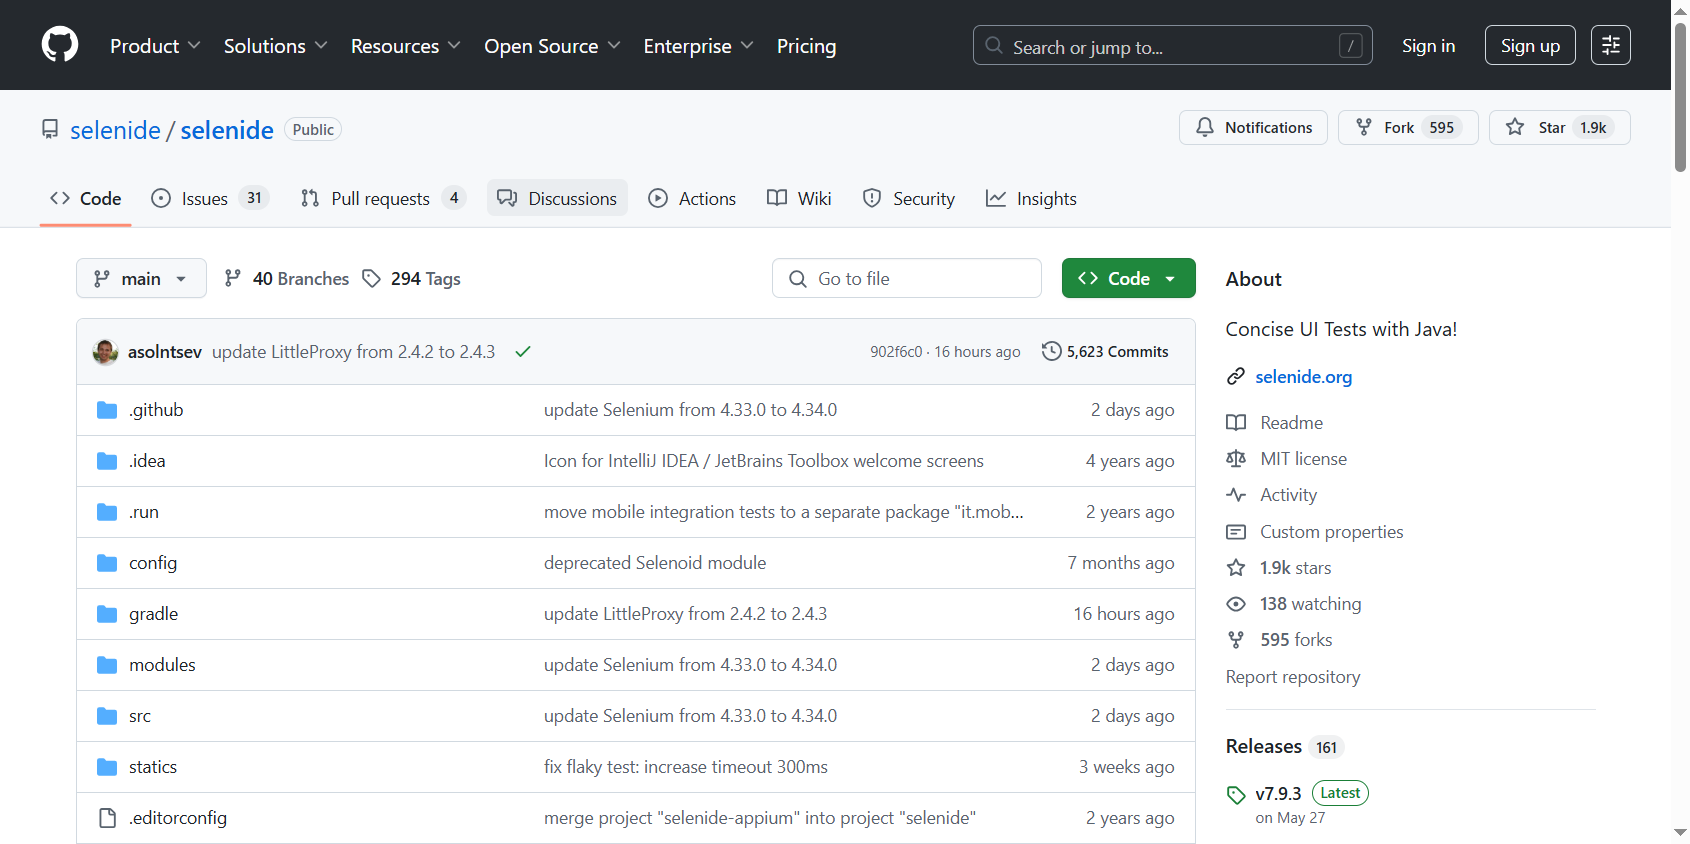 Product Solutions Resources Open Source Enterprise Pricing Search or jump to... / Sign in Sign up
selenide / selenide Public Notifications Fork 595 Star 1.9k
Code Issues 31 Pull requests 4 Discussions Actions Wiki Security Insights
main 40 Branches 294 Tags Go to file Code
asolntsev update LittleProxy from 2.4.2 to 2.4.3 902f6c0 · 16 hours ago 5,623 Commits
.github update Selenium from 4.33.0 to 4.34.0 2 days ago
.idea Icon for IntelliJ IDEA / JetBrains Toolbox welcome screens 4 years ago
.run move mobile integration tests to a separate package "it.mob... 2 years ago
config deprecated Selenoid module 7 months ago
gradle update LittleProxy from 2.4.2 to 2.4.3 16 hours ago
modules update Selenium from 4.33.0 to 4.34.0 2 days ago
src update Selenium from 4.33.0 to 4.34.0 2 days ago
statics fix flaky test: increase timeout 300ms 3 weeks ago
.editorconfig merge project "selenide-appium" into project "selenide" 2 years ago
About
Concise UI Tests with Java!
selenide.org
Readme
MIT license
Activity
Custom properties
1.9k stars
138 watching
595 forks
Report repository
Releases 161
v7.9.3 Latest
on May 27